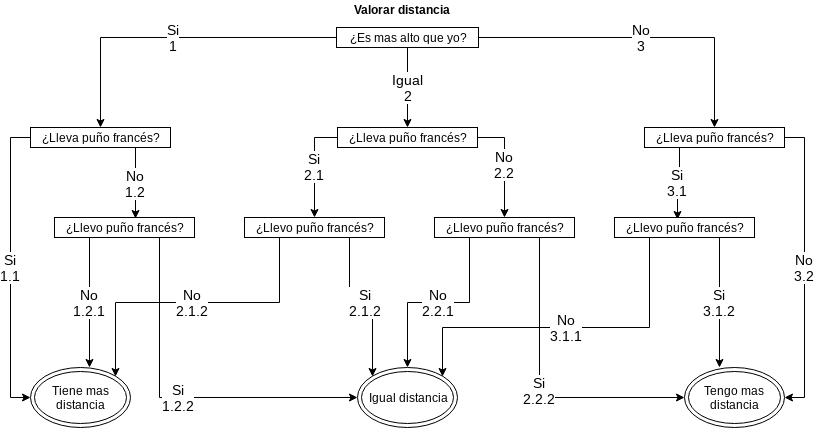 Valorar distancia
¿Es mas alto que yo?
Si
1
No
3
Igual
2
¿Lleva puño francés?
¿Lleva puño francés?
¿Lleva puño francés?
No
1.2
Si
2.1
No
2.2
Si
3.1
¿Llevo puño francés?
¿Llevo puño francés?
¿Llevo puño francés?
¿Llevo puño francés?
Si
1.1
No
3.2
No
1.2.1
No
2.1.2
Si
2.1.2
No
2.2.1
Si
3.1.2
No
3.1.1
Si
1.2.2
Si
2.2.2
Tiene mas
distancia
Igual distancia
Tengo mas
distancia